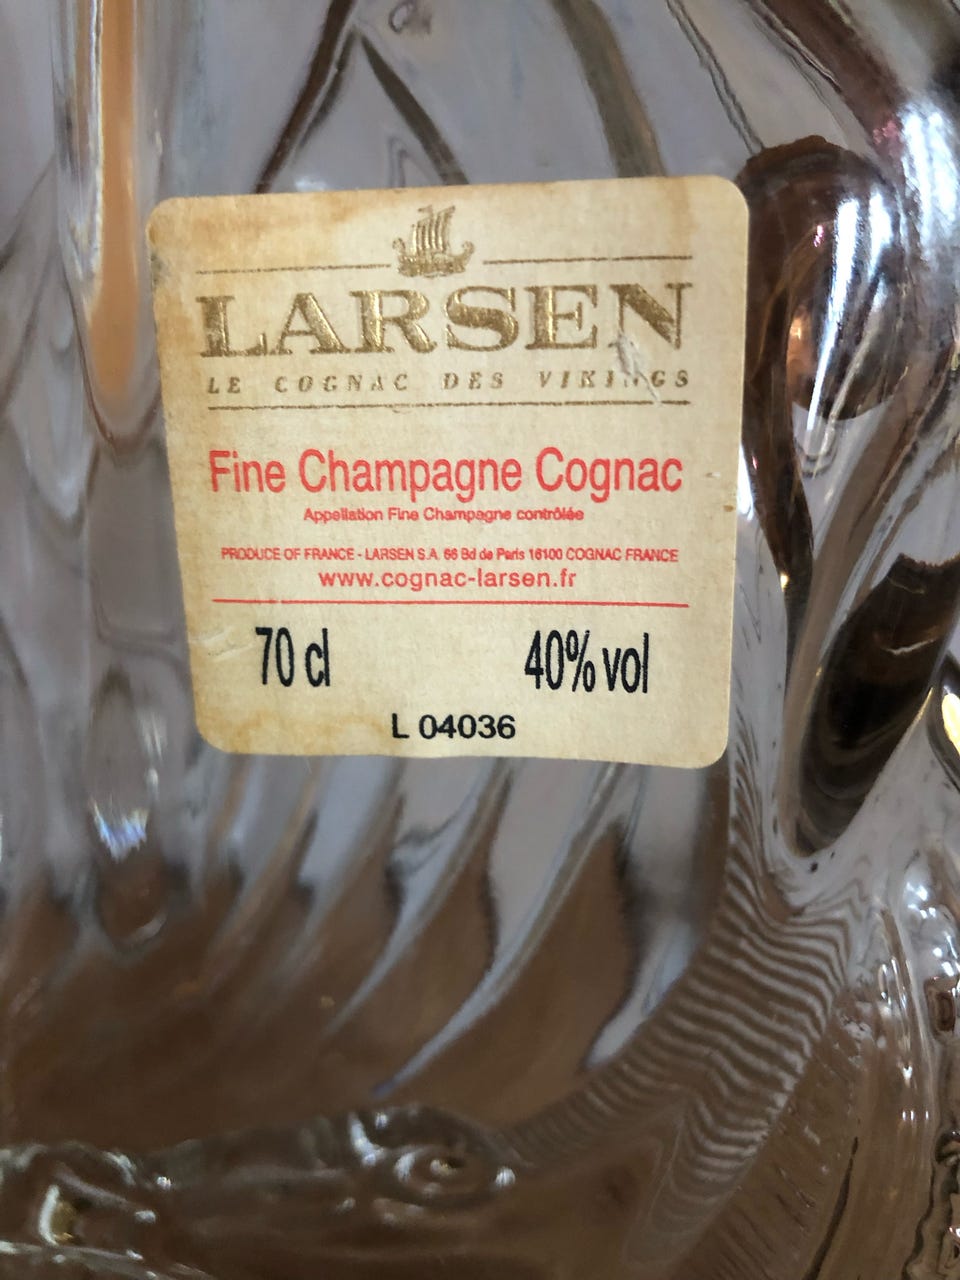 LARSEN
LE COGNAC DES VIKINGS
Fine Champagne Cognac
Appellation Fine Champagne contrôlée
PRODUCE OF FRANCE - LARSEN S.A. 66 Bd de Paris 16100 COGNAC FRANCE
www.cognac-larsen.fr
70 cl 40% vol
L 04036